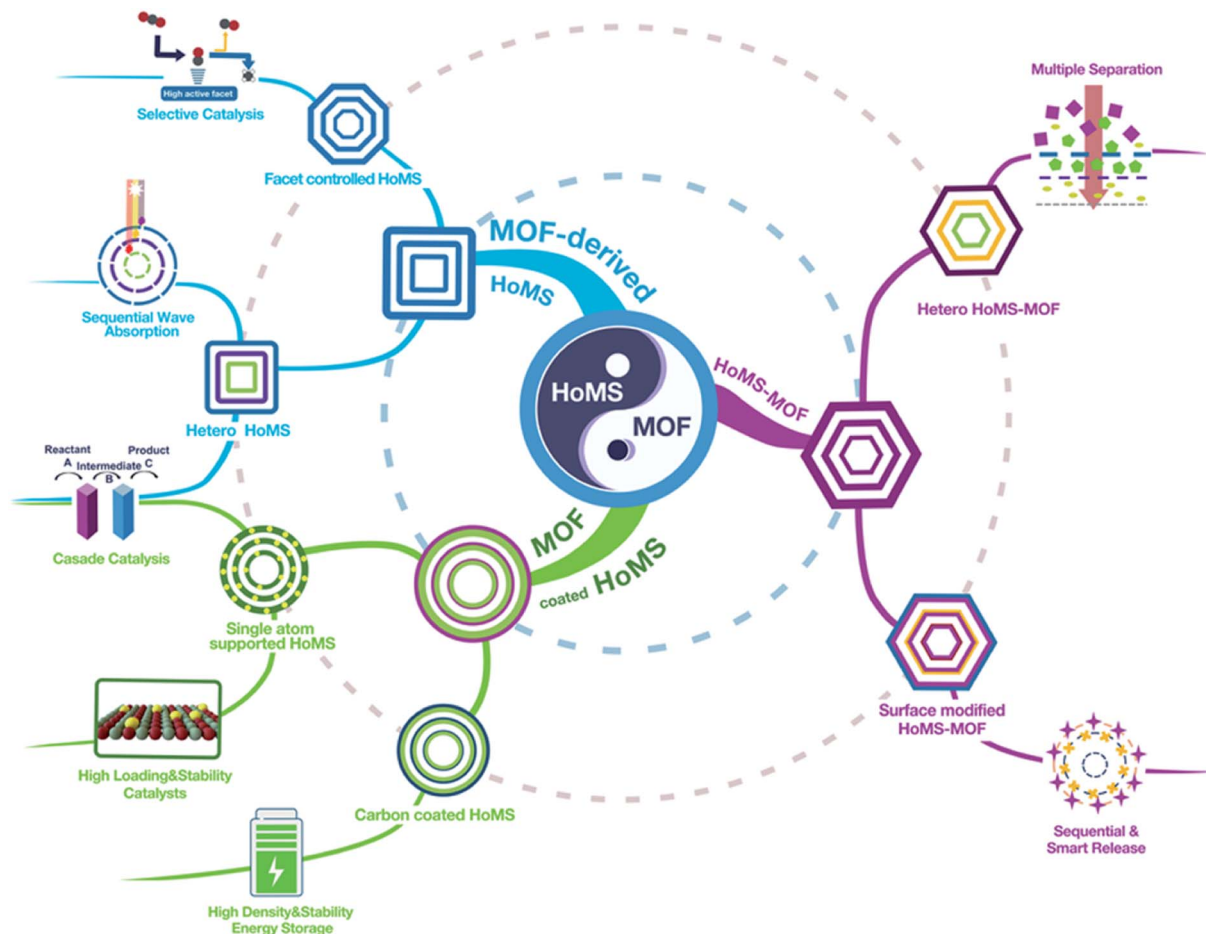 High active facet
Selective Catalysis
Facet controlled HoMS
MOF-derived
HoMS
Sequential Wave
Absorption
Hetero HoMS
Reactant
A
Intermediate
B
Product
C
Casade Catalysis
Single atom
supported HoMS
High Loading&Stability
Catalysts
MOF
coated HoMS
Carbon coated HoMS
High Density&Stability
Energy Storage
HoMS
MOF
HoMS-MOF
Multiple Separation
Hetero HoMS-MOF
Surface modified
HoMS-MOF
Sequential &
Smart Release